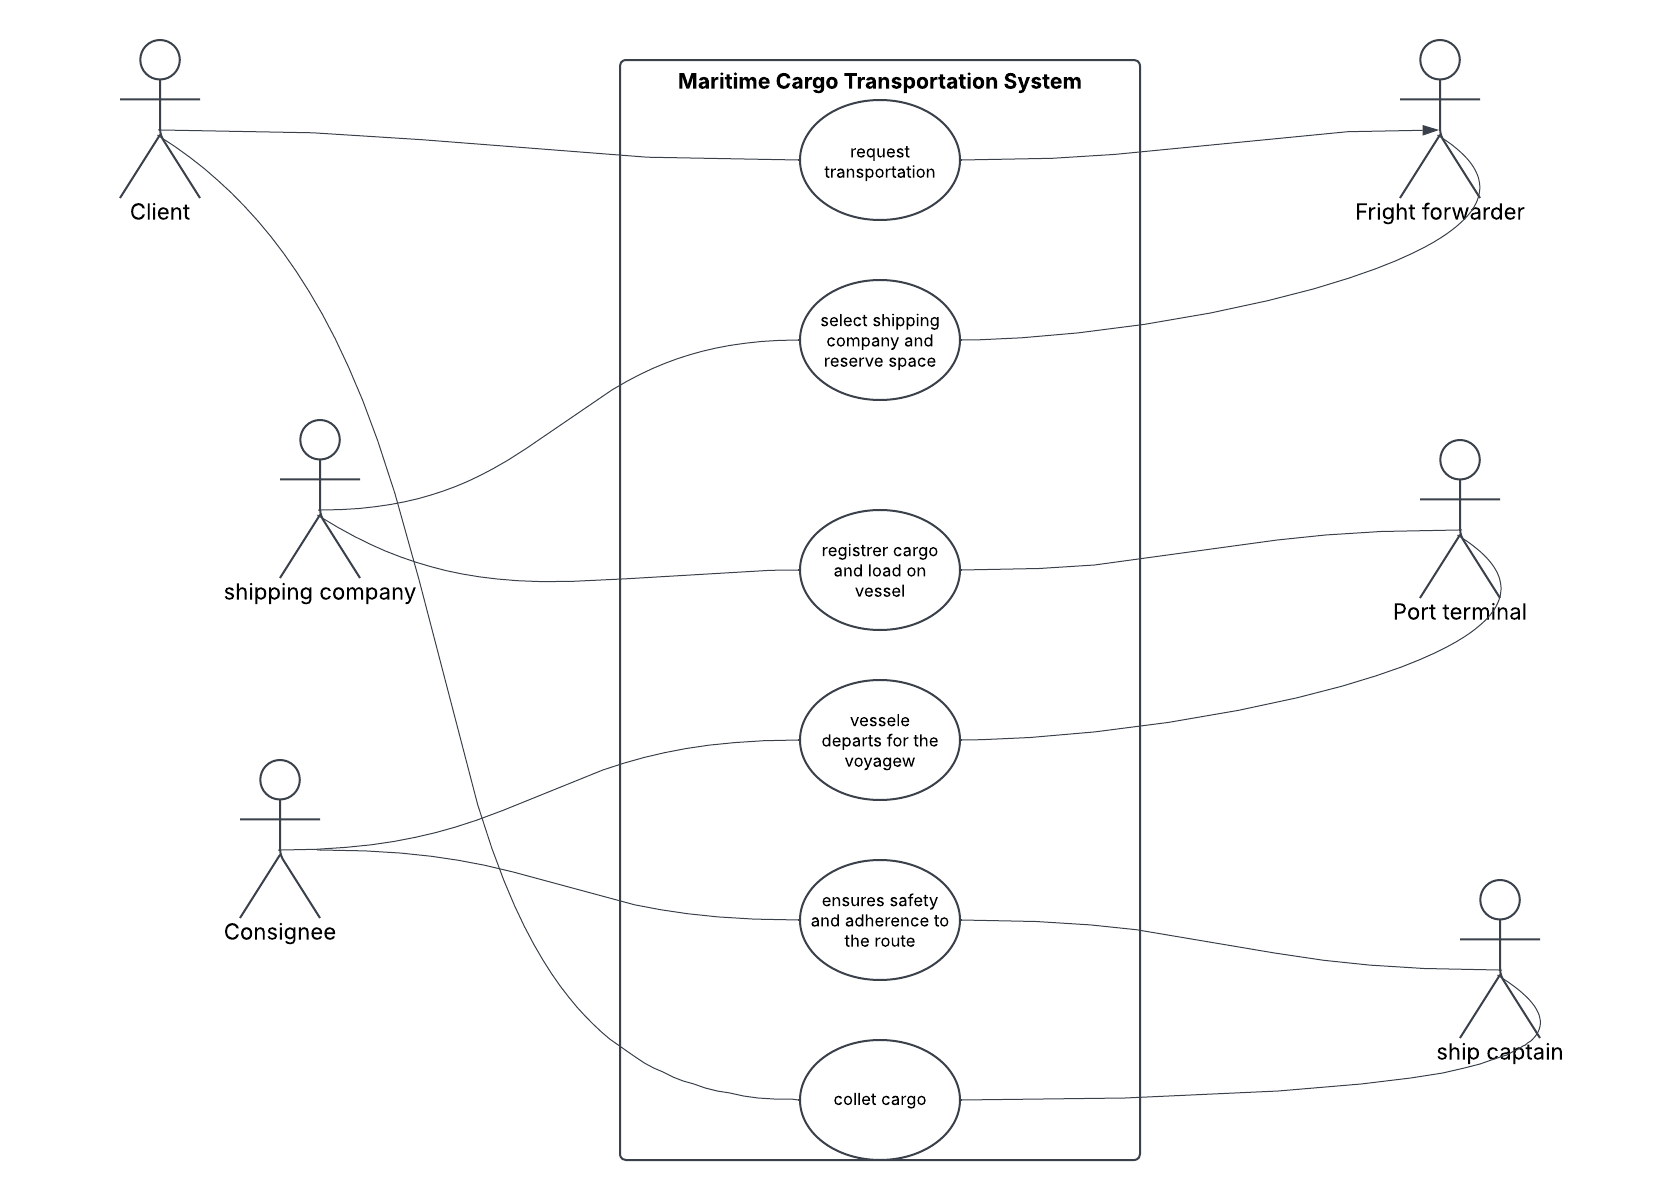 Maritime Cargo Transportation System
request
transportation
Client
Fright forwarder
select shipping
company and
reserve space
registrer cargo
and load on
vessel
shipping company
Port terminal
vessele
departs for the
voyagew
ensures safety
and adherence to
the route
Consignee
ship captain
collet cargo